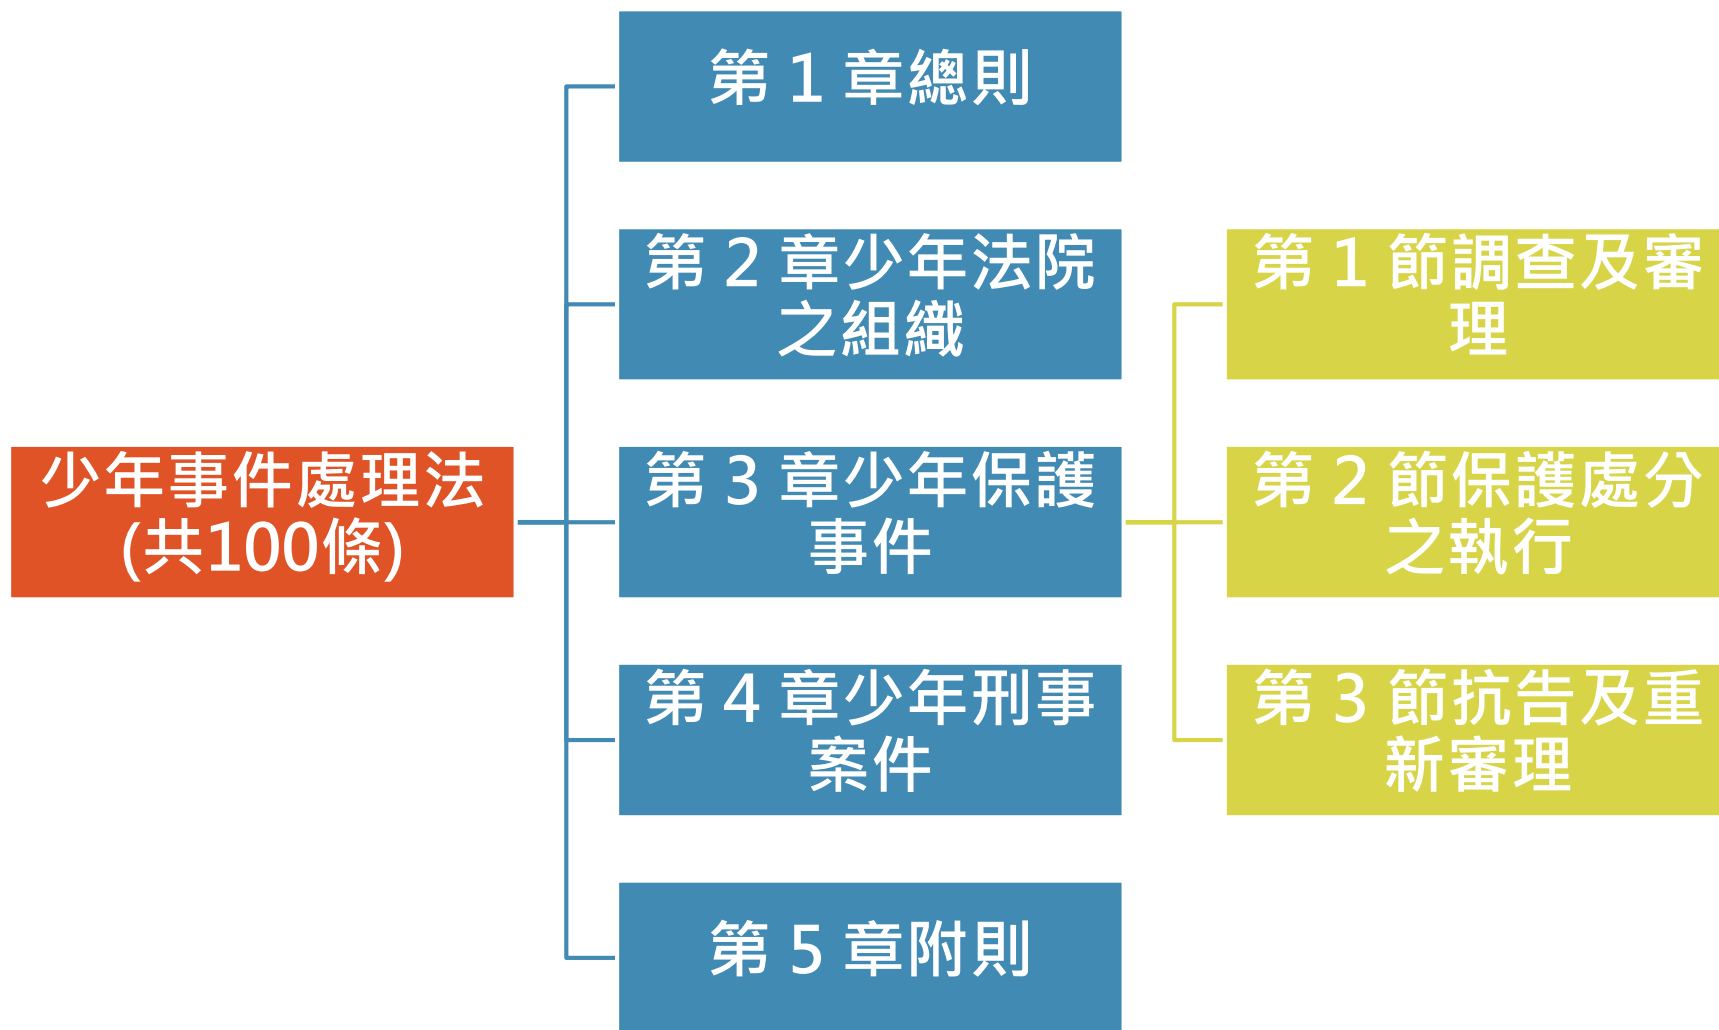 少年事件處理法
(共100條)
第 1 章總則
第 2 章少年法院
之組織
第 3 章少年保護
事件
第 4 章少年刑事
案件
第 5 章附則
第 1 節調查及審
理
第 2 節保護處分
之執行
第 3 節抗告及重
新審理